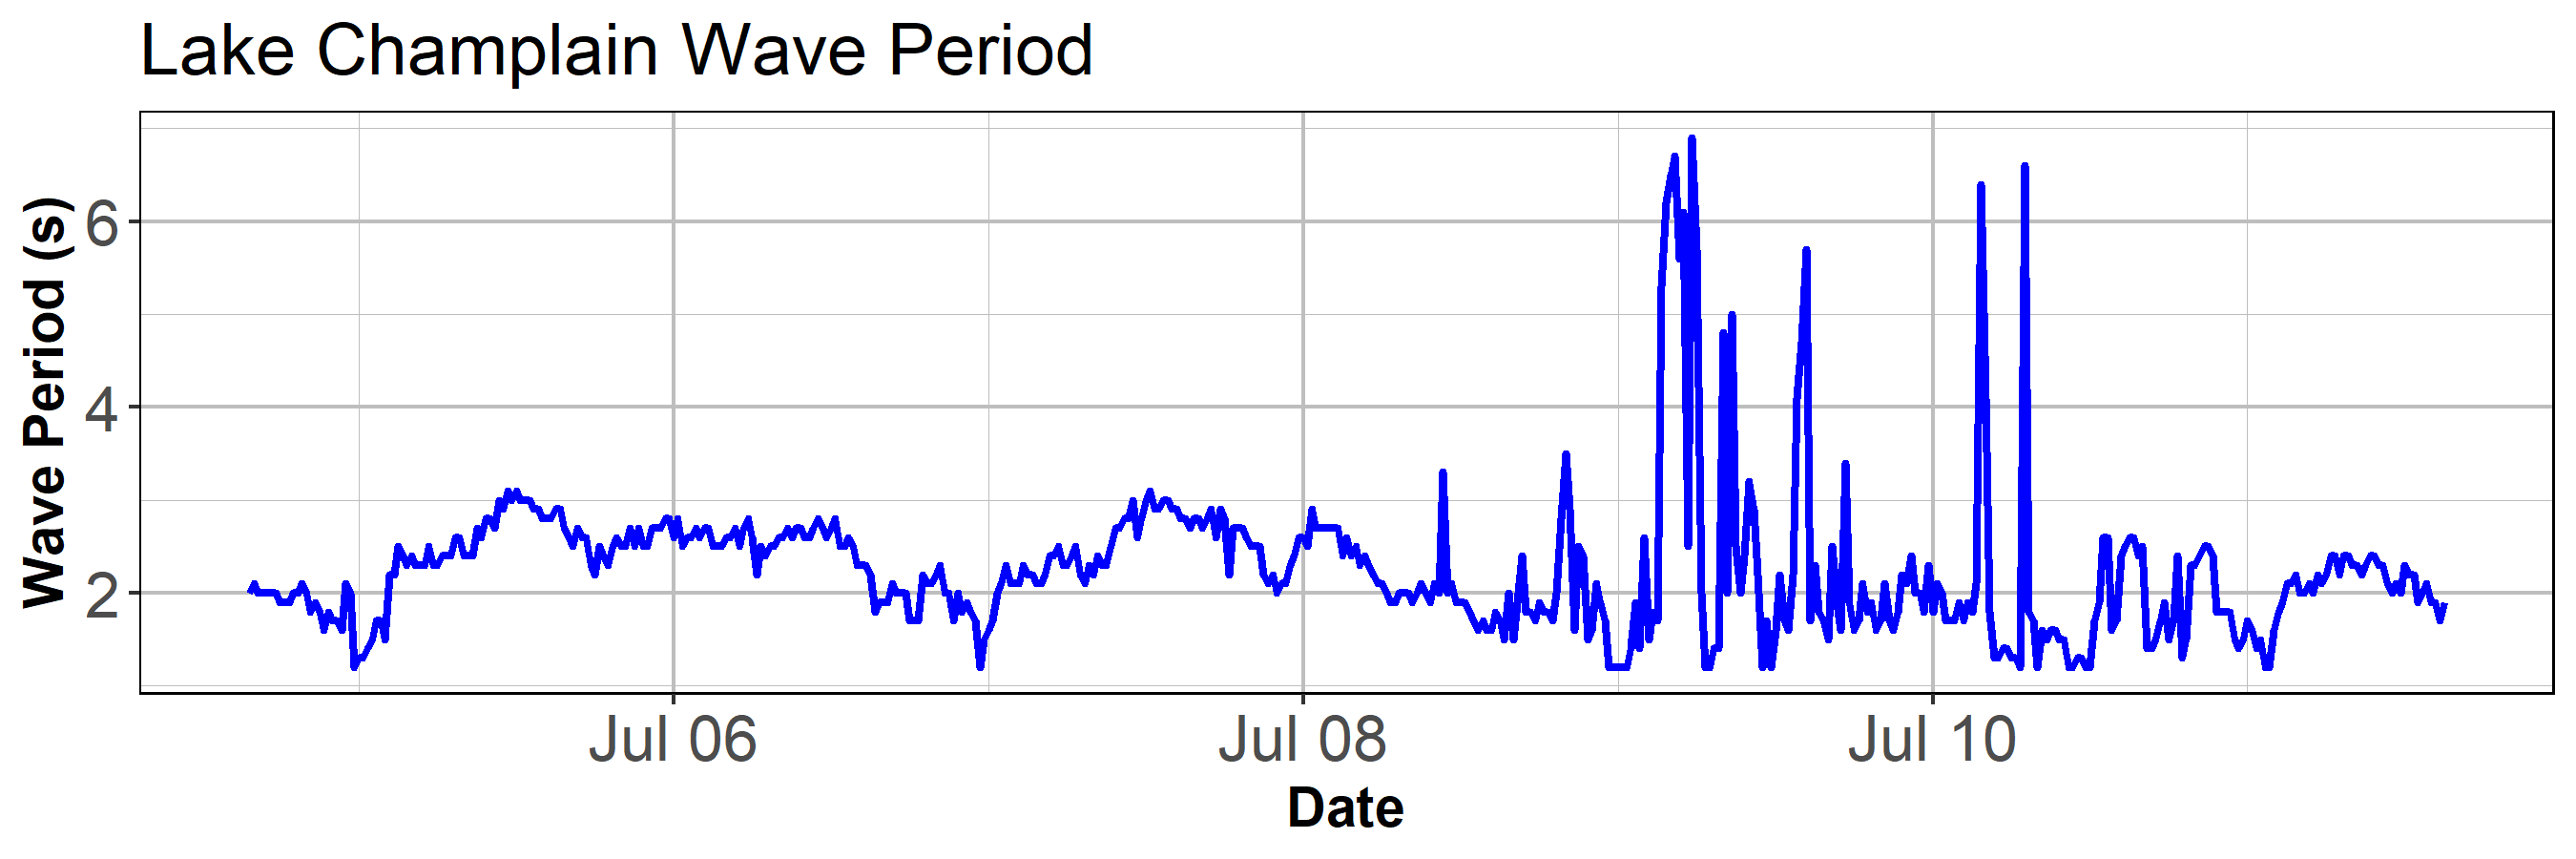 Lake Champlain Wave Period
Wave Period (s)
6
4
2
Jul 06
Jul 08
Jul 10
Date